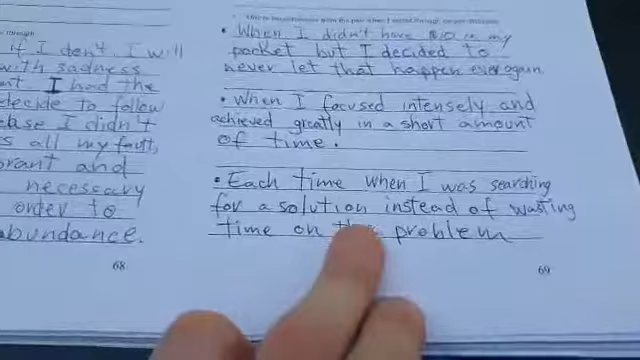 if I don't, I will
with sadness
I had the
decide to follow
I didn't
all my fault,
and
necessary
order to
abundance.
68
• When I didn't have $10 in my
pocket but I decided to
never let that happen ever again
• When I focused intensely and
achieved greatly in a short amount
of time.
• Each time when I was searching
for a solution instead of wasting
time on the problem
69